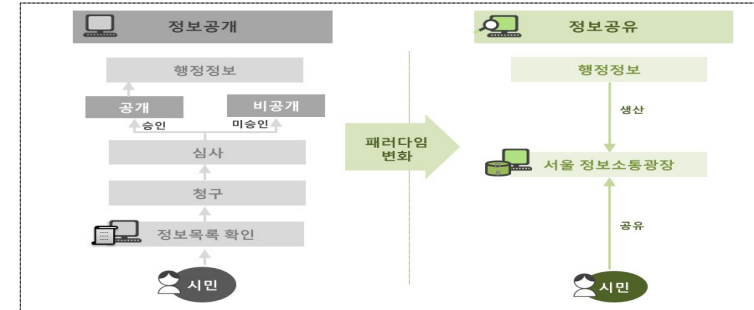 정보공개
행정정보
공개
비공개
승인
미승인
심사
청구
정보목록 확인
시민
패러다임
변화
정보공유
행정정보
생산
서울 정보소통광장
공유
시민